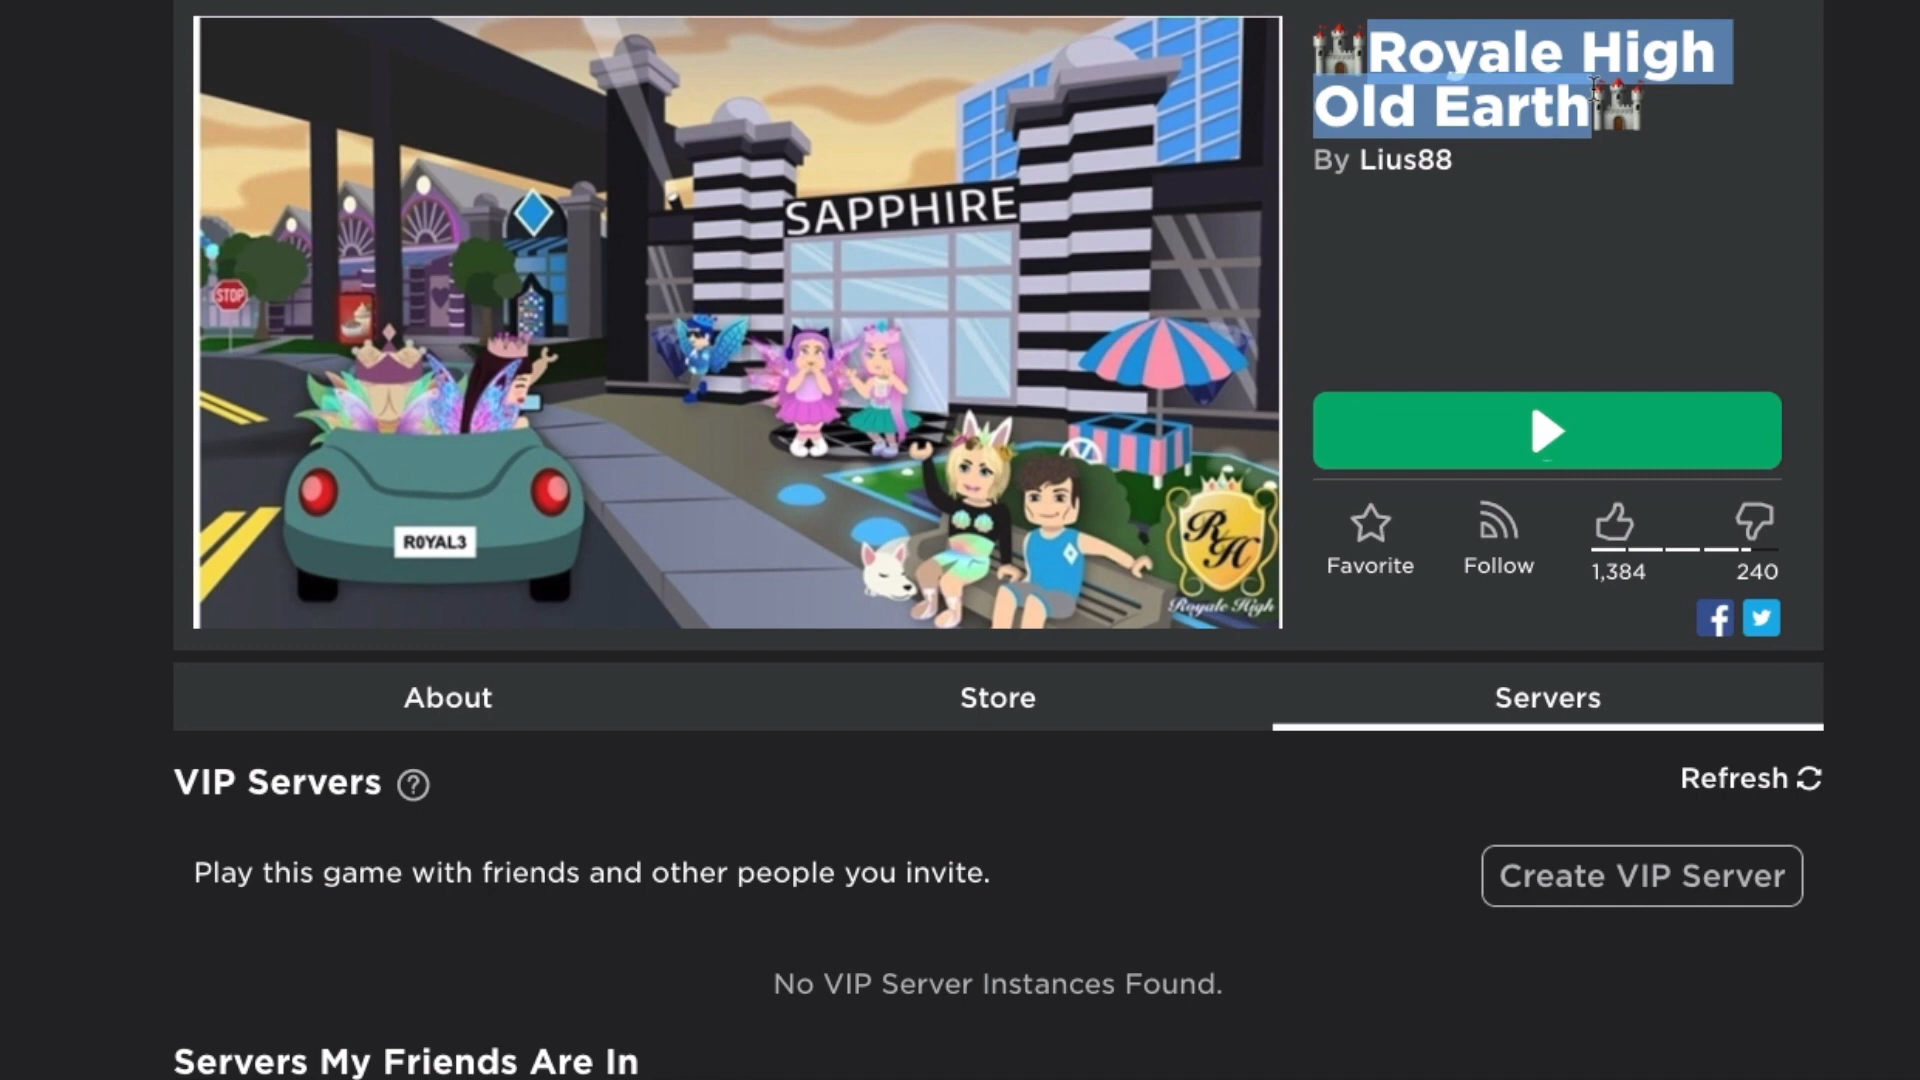 🏰Royale High
Old Earth🏰
By Lius88
SAPPHIRE
STOP
R0YAL3
RH
Royale High
Favorite
Follow
1,384
240
About
Store
Servers
VIP Servers
Refresh
Play this game with friends and other people you invite.
Create VIP Server
No VIP Server Instances Found.
Servers My Friends Are In